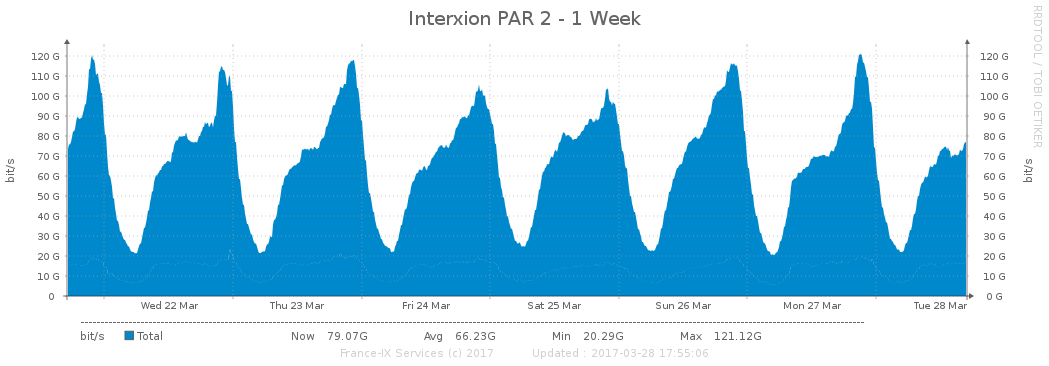 Interxion PAR 2 - 1 Week
RRDTOOL / TOBI OETIKER
bit/s
120 G 120 G
110 G 110 G
100 G 100 G
90 G 90 G
80 G 80 G
70 G 70 G
60 G 60 G
50 G 50 G
40 G 40 G
30 G 30 G
20 G 20 G
10 G 10 G
0 0 G
bit/s
Wed 22 Mar Thu 23 Mar Fri 24 Mar Sat 25 Mar Sun 26 Mar Mon 27 Mar Tue 28 Mar
bit/s Total Now 79.07G Avg 66.23G Min 20.29G Max 121.12G
France-IX Services (c) 2017 Updated : 2017-03-28 17:55:06